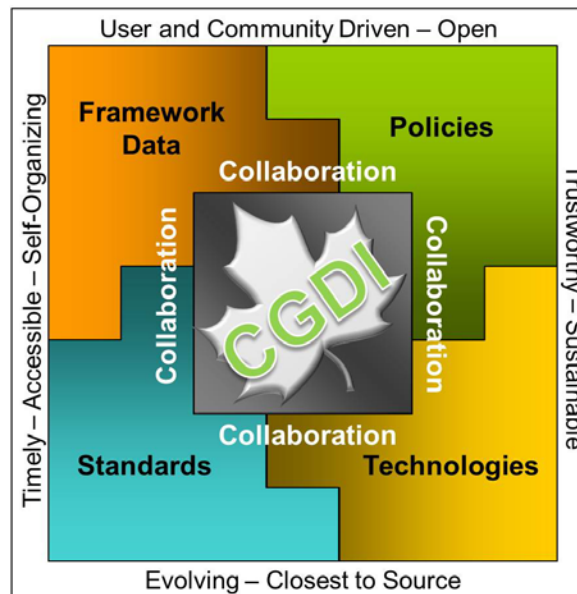 User and Community Driven – Open
Framework
Data
Policies
Collaboration
Timely – Accessible – Self-Organizing
Collaboration
CGDI
Collaboration
Trustworthy – Sustainable
Collaboration
Standards
Technologies
Evolving – Closest to Source